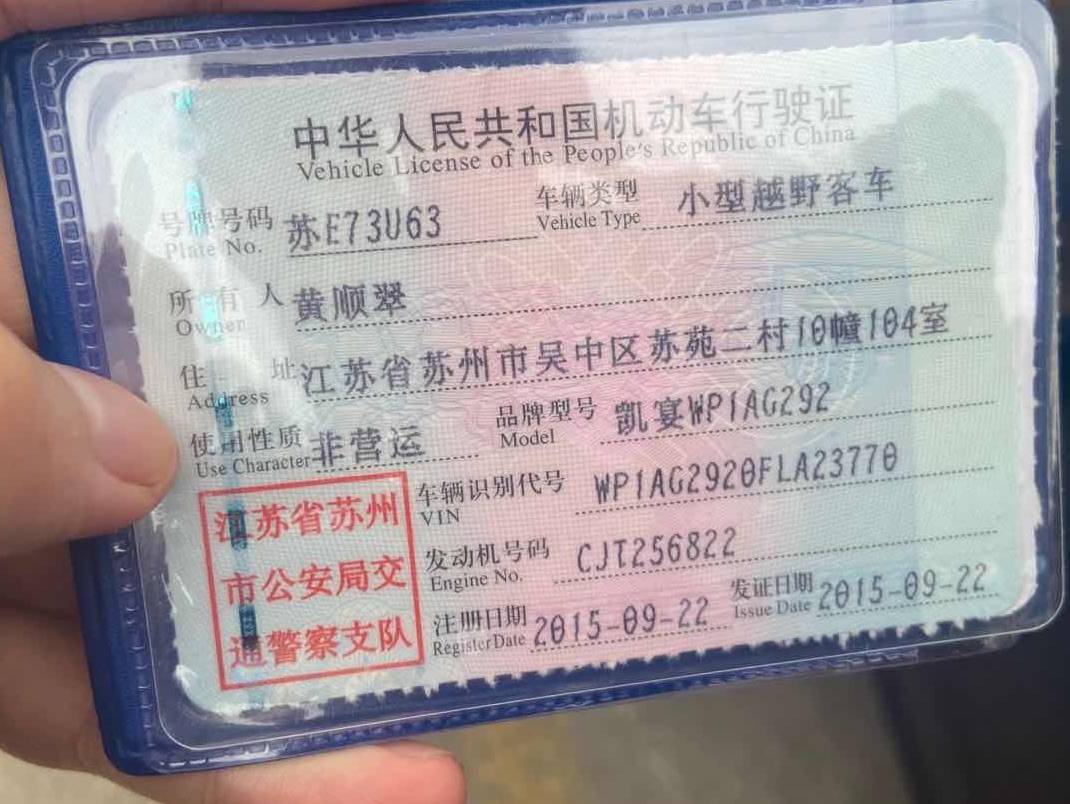 中华人民共和国机动车行驶证
Vehicle License of the People's Republic of China
号牌号码 苏E73U63 车辆类型 小型越野客车
Plate No. Vehicle Type
所有人 黄顺翠
Owner
住址 江苏省苏州市吴中区苏苑二村10幢104室
Address
使用性质 非营运 品牌型号 凯宴WP1AG292
Use Character Model
车辆识别代号 WP1AG2920FLA23770
VIN
发动机号码 CJT256822
Engine No.
注册日期 2015-09-22 发证日期 2015-09-22
Register Date Issue Date
江苏省苏州
市公安局交
通警察支队